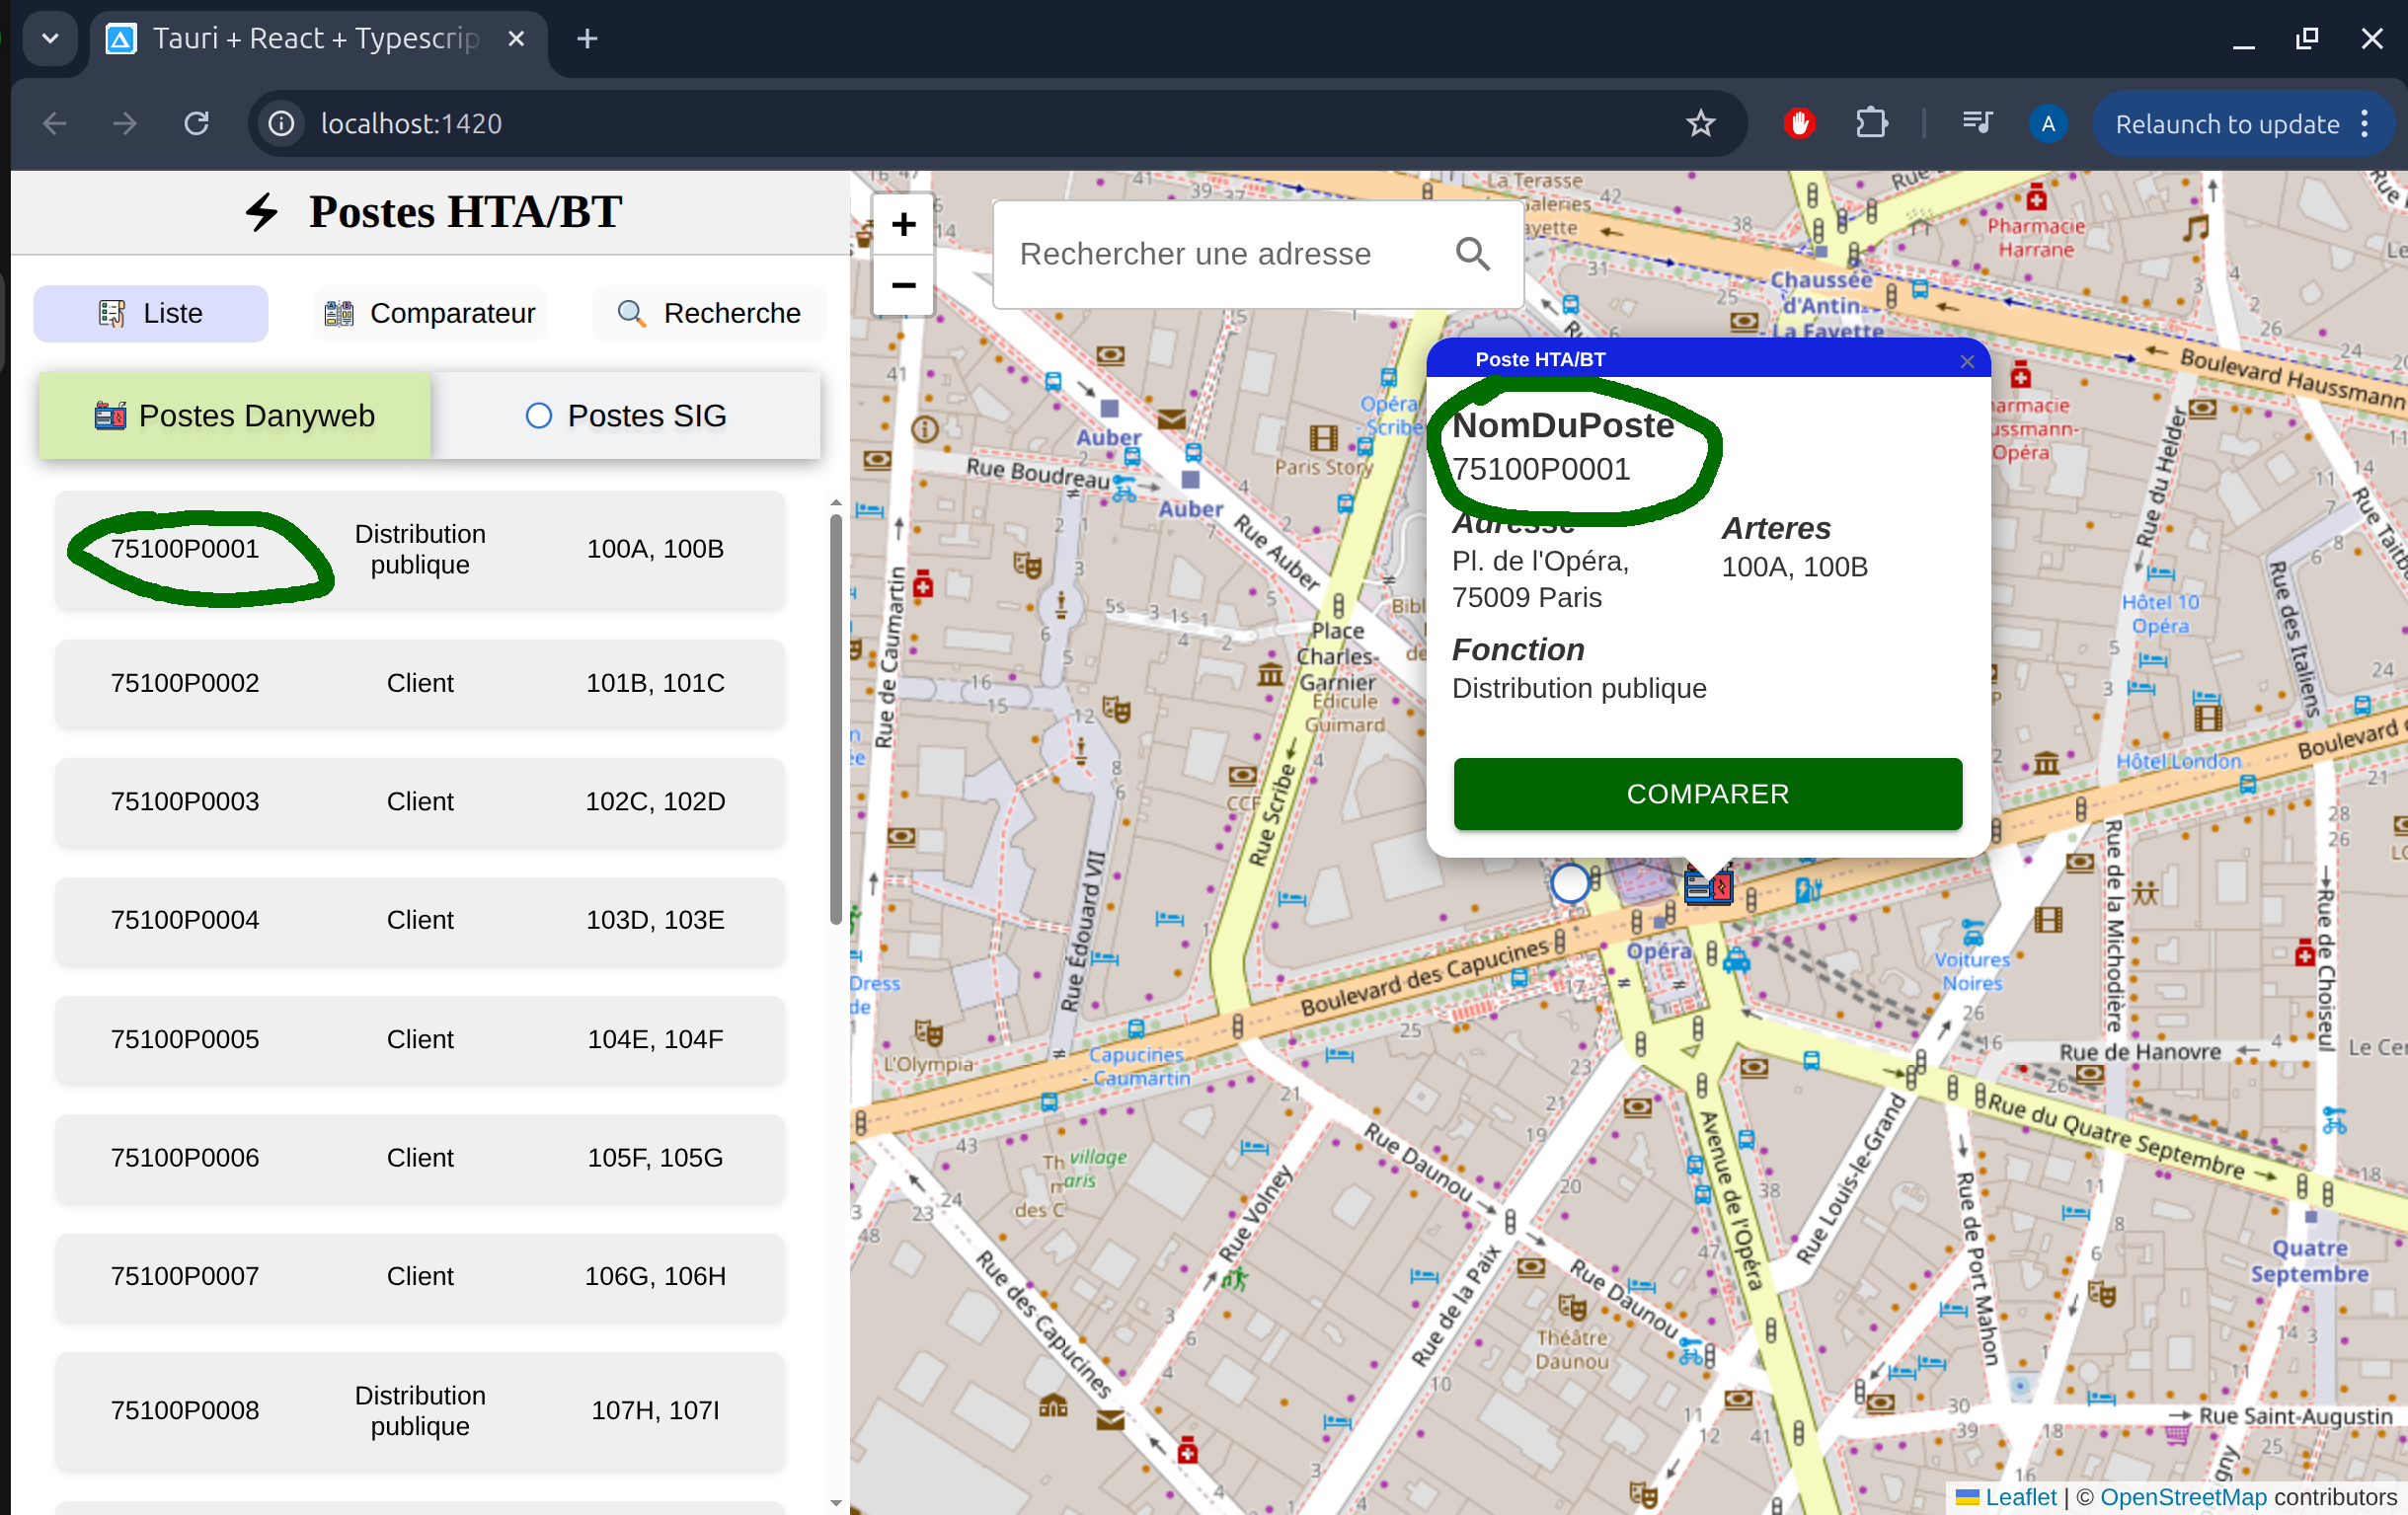 Tauri + React + Typescrip
localhost:1420
Relaunch to update
A
Postes HTA/BT
Liste
Comparateur
Recherche
Postes Danyweb
Postes SIG
75100P0001
Distribution
publique
100A, 100B
75100P0002
Client
101B, 101C
75100P0003
Client
102C, 102D
75100P0004
Client
103D, 103E
75100P0005
Client
104E, 104F
75100P0006
Client
105F, 105G
75100P0007
Client
106G, 106H
75100P0008
Distribution
publique
107H, 107I
+
−
Rechercher une adresse
Poste HTA/BT
NomDuPoste
75100P0001
Adresse
Pl. de l'Opéra,
75009 Paris
Arteres
100A, 100B
Fonction
Distribution publique
COMPARER
La Terasse
Pharmacie
Harrane
Chaussée
d'Antin
La Fayette
Boulevard Haussmann
Auber
Auber
Rue Boudreau
Rue Auber
Opéra
- Scribe
Paris Story
Rue du Helder
Rue Taitb
Hôtel 10
Opéra
Rue des Italiens
Rue de Caumartin
Place
Charles-
Garnier
Édicule
Guimard
Rue Scribe
Rue Édouard VII
Hôtel London
Boulevard
Opéra
Boulevard des Capucines
Voitures
Noires
Rue de la Michodière
Rue de Choiseul
L'Olympia
Capucines
- Caumartin
Rue de Hanovre
Rue du Quatre Septembre
Rue Daunou
village
Rue Volney
Avenue de l'Opéra
Rue Louis-le-Grand
Rue de Port Mahon
Quatre
Septembre
Rue des Capucines
Rue de la Paix
Rue Daunou
Théâtre
Daunou
Rue Saint-Augustin
Leaflet | © OpenStreetMap contributors